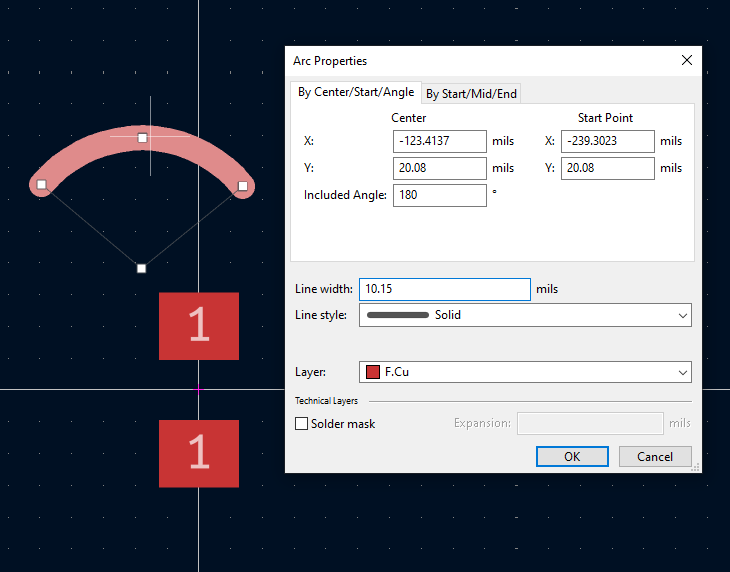 Arc Properties
By Center/Start/Angle By Start/Mid/End
Center Start Point
X: -123.4137 mils X: -239.3023 mils
Y: 20.08 mils Y: 20.08 mils
Included Angle: 180 °
Line width: 10.15 mils
Line style: Solid
Layer: F.Cu
Technical Layers
Solder mask Expansion: mils
OK Cancel
1
1